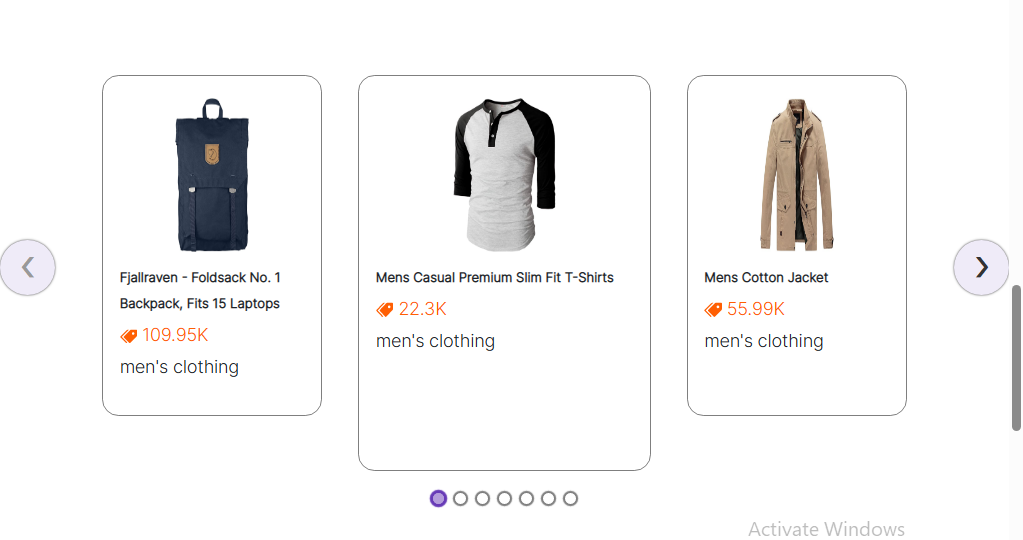 Fjallraven - Foldsack No. 1
Backpack, Fits 15 Laptops
109.95K
men's clothing
Mens Casual Premium Slim Fit T-Shirts
22.3K
men's clothing
Mens Cotton Jacket
55.99K
men's clothing
Activate Windows